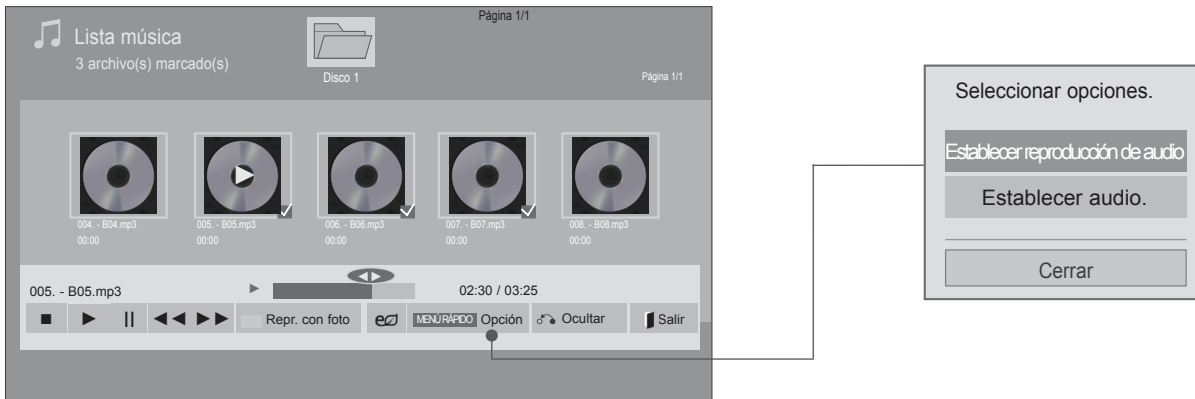 Página 1/1
Lista música
3 archivo(s) marcado(s)
Disco 1
Página 1/1
004. - B04.mp3
00:00
005. - B05.mp3
00:00
006. - B06.mp3
00:00
007. - B07.mp3
00:00
008. - B08.mp3
00:00
005. - B05.mp3
02:30 / 03:25
Repr. con foto
MENÚ RÁPIDO Opción
Ocultar
Salir
Seleccionar opciones.
Establecer reproducción de audio
Establecer audio.
Cerrar